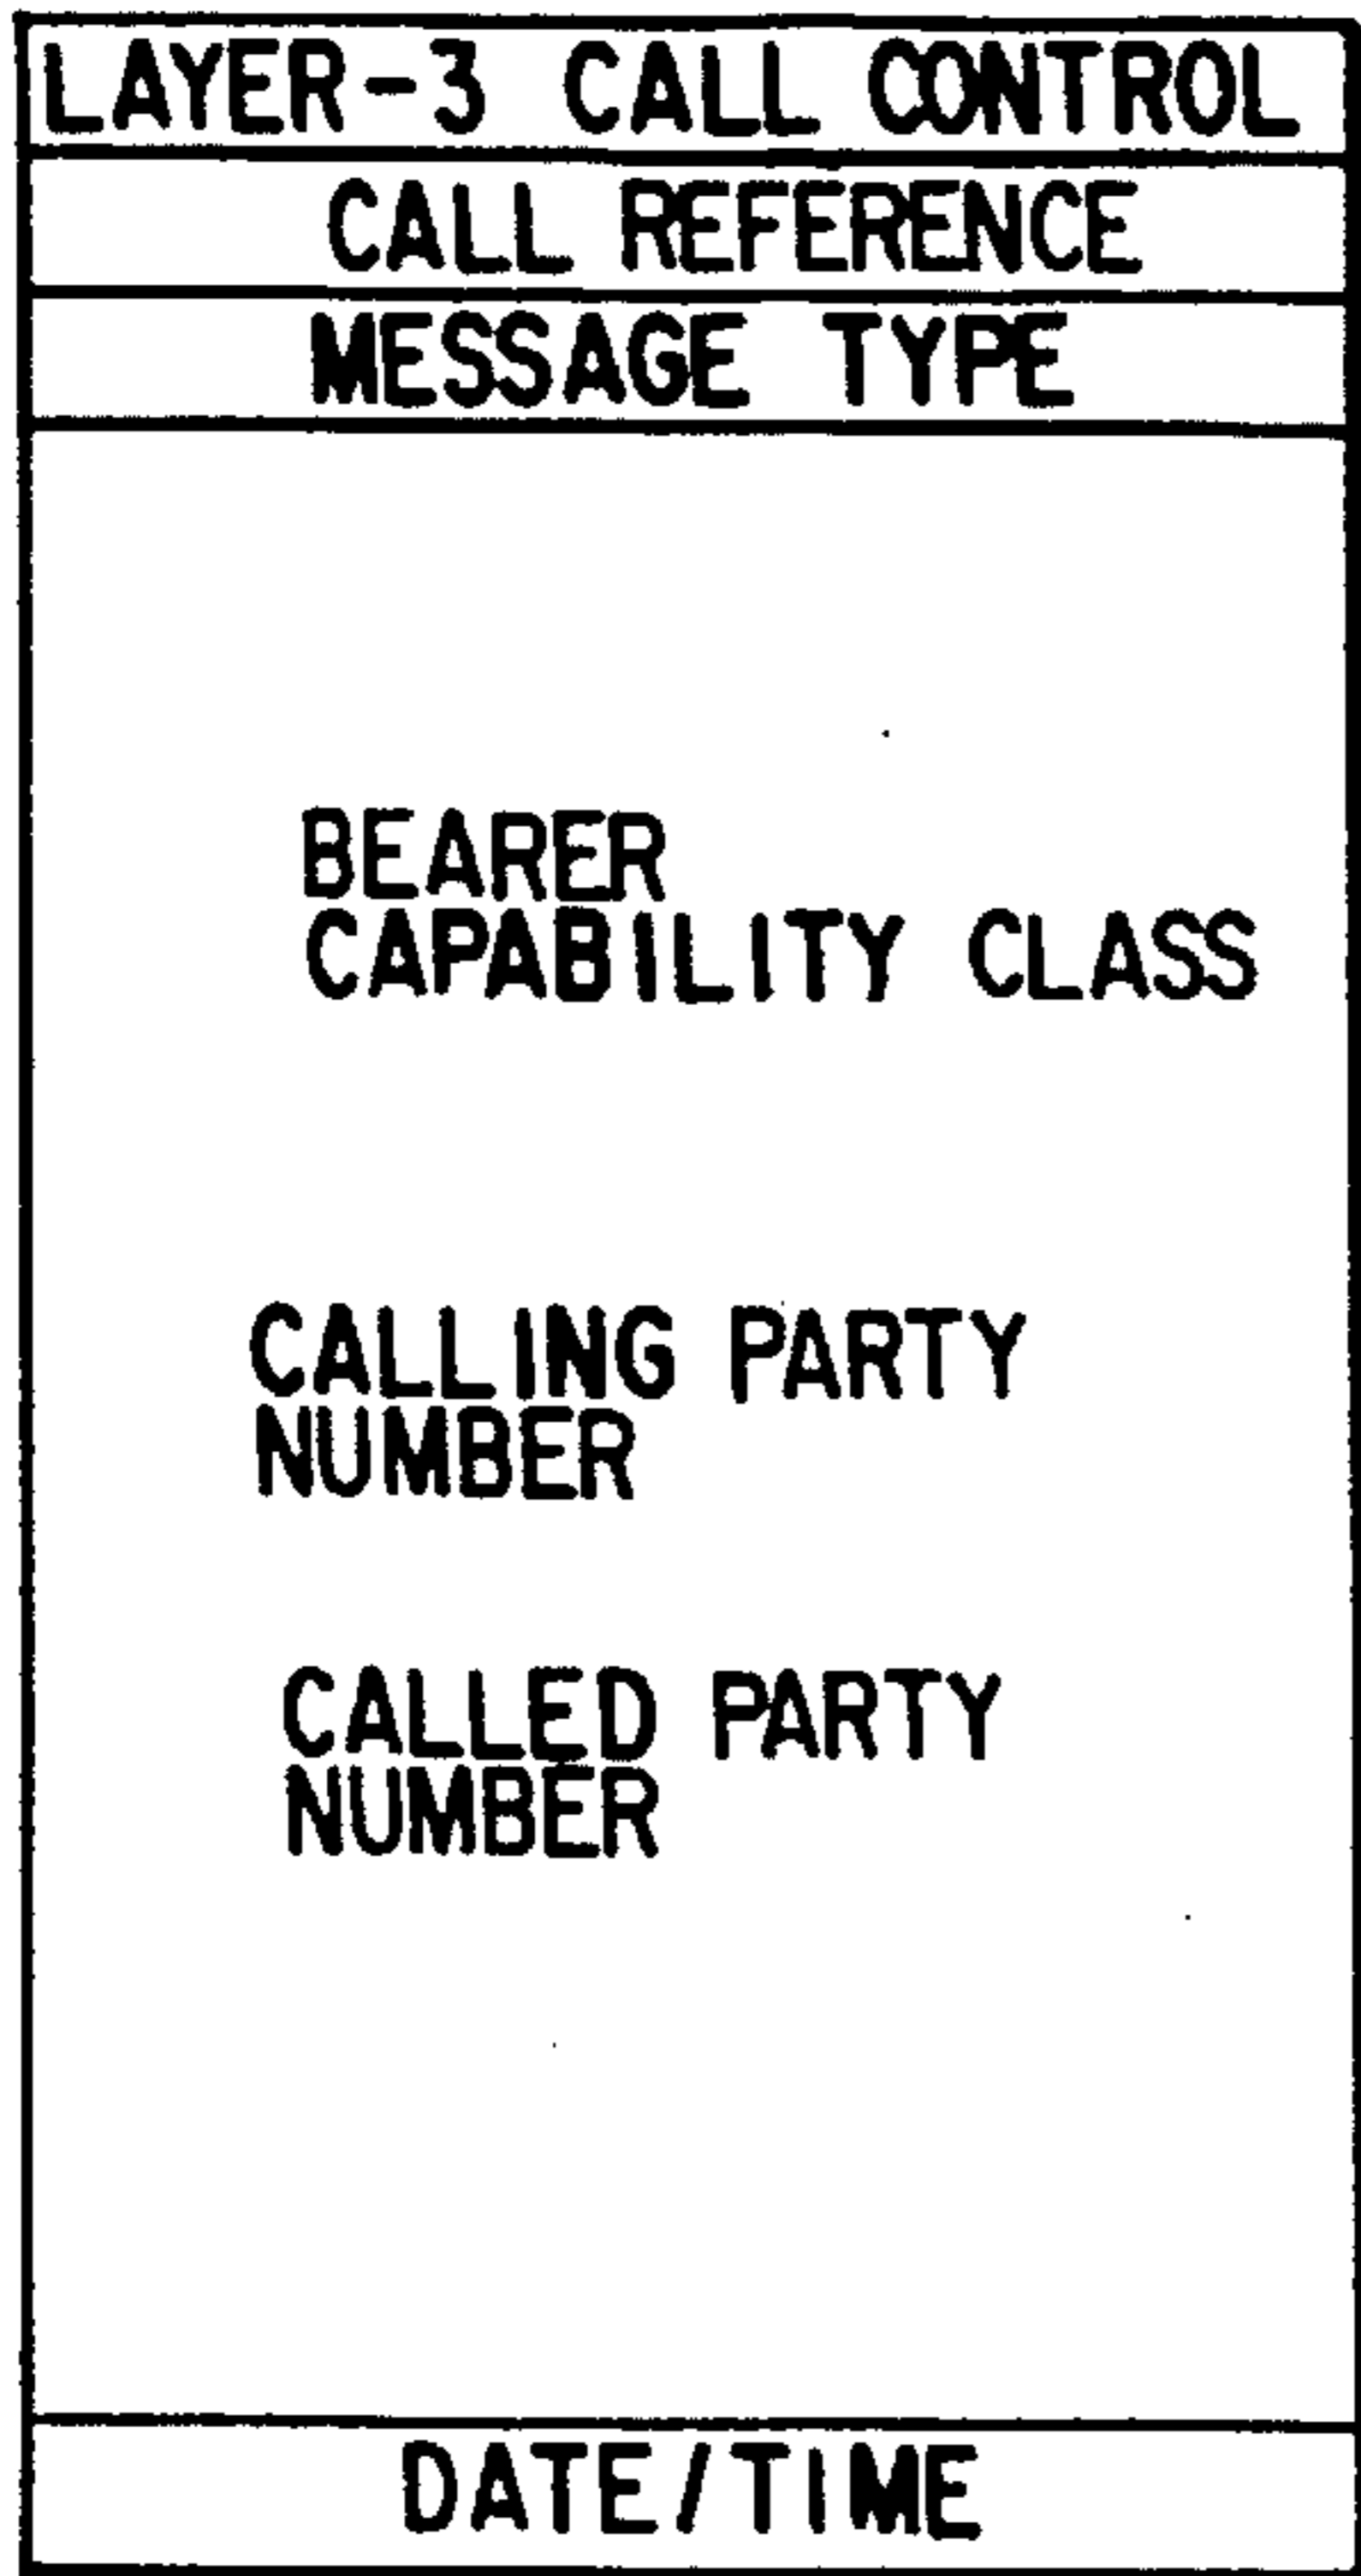 LAYER-3 CALL CONTROL
CALL REFERENCE
MESSAGE TYPE
BEARER
CAPABILITY CLASS
CALLING PARTY
NUMBER
CALLED PARTY
NUMBER
DATE/TIME